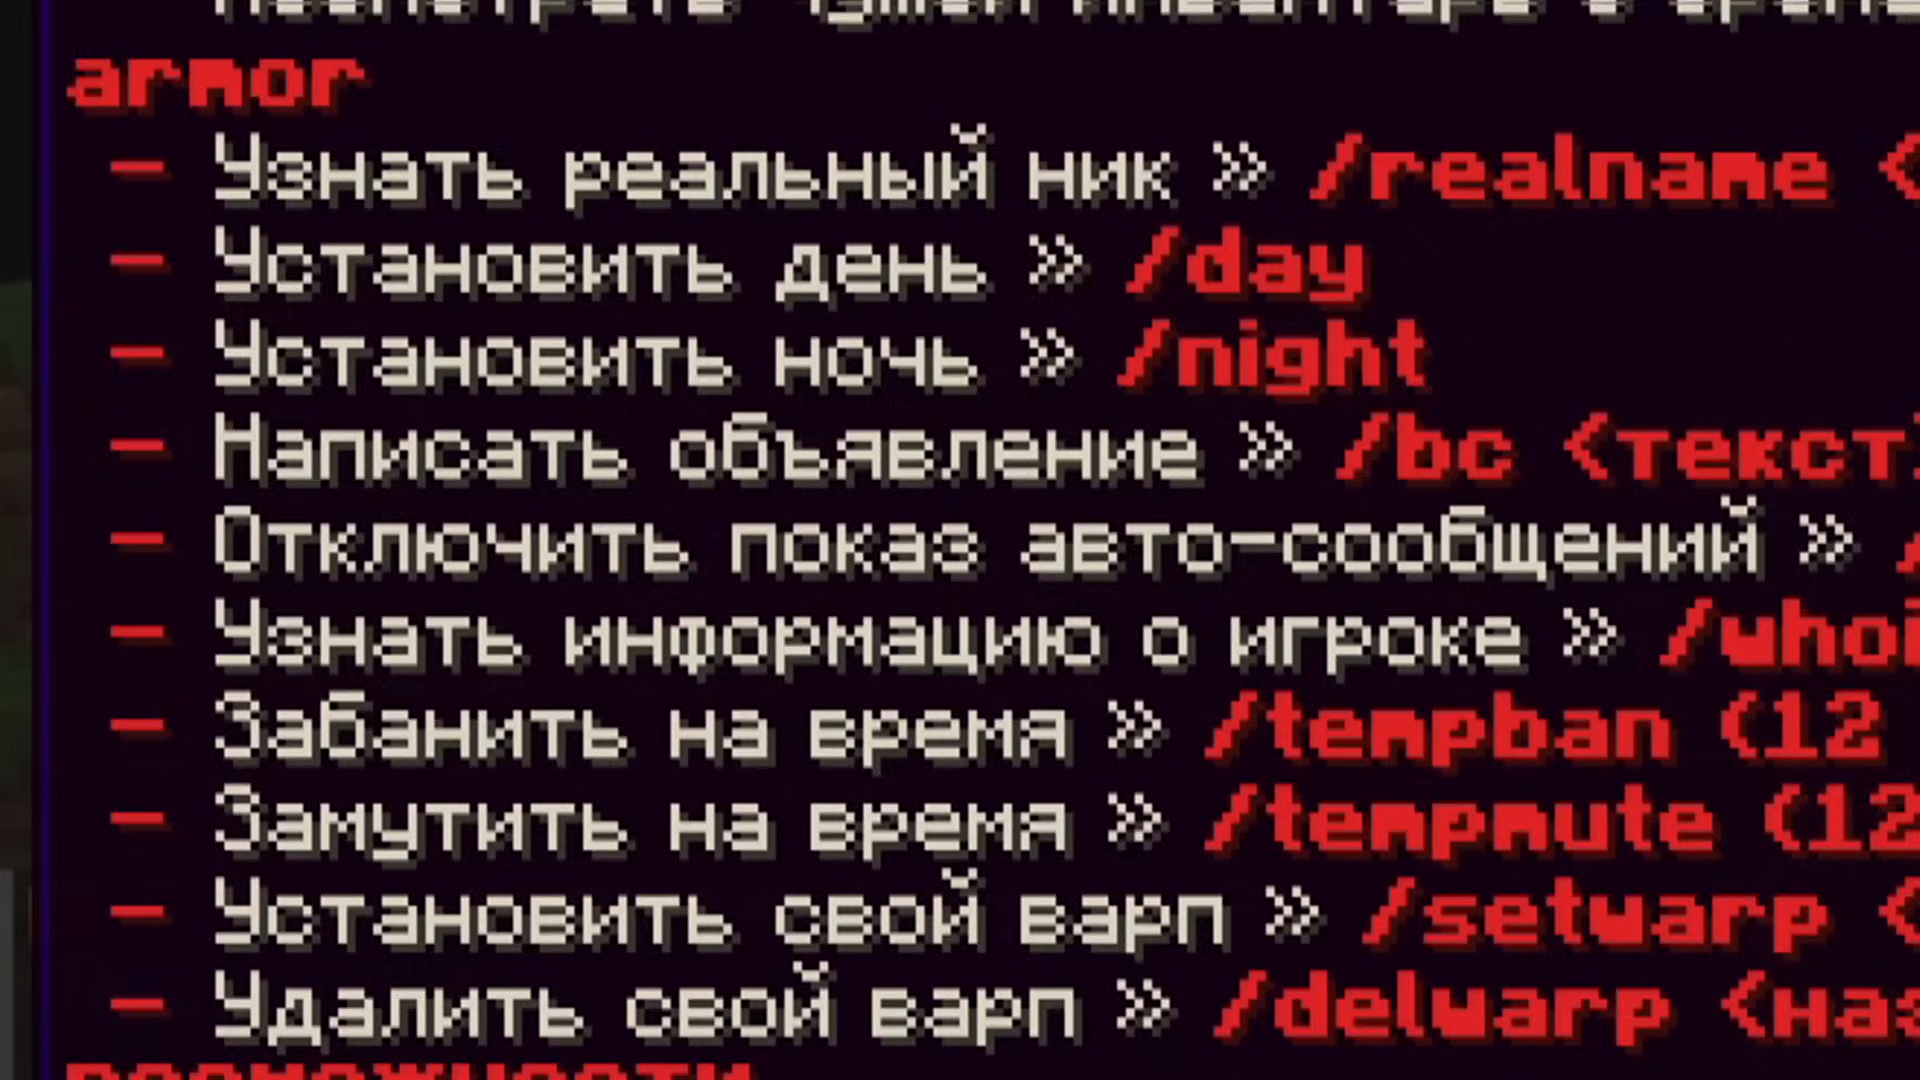 armor
- Узнать реальный ник » /realname <
- Установить день » /day
- Установить ночь » /night
- Написать объявление » /bc <текст>
- Отключить показ авто-сообщений » /
- Узнать информацию о игроке » /whoi
- Забанить на время » /tempban (12
- Замутить на время » /tempmute (12
- Установить свой варп » /setwarp <
- Удалить свой варп » /delwarp <наз